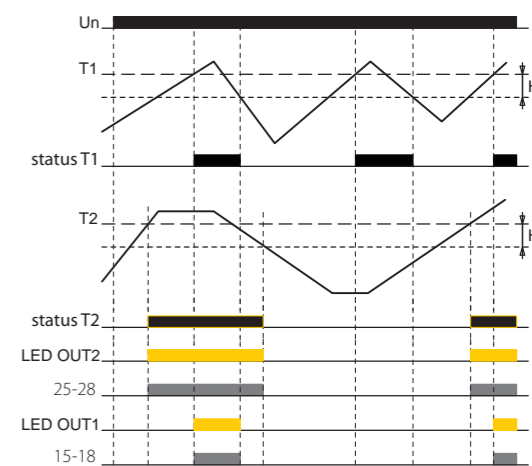 Un
T1
H
status T1
T2
H
status T2
LED OUT2
25-28
LED OUT1
15-18